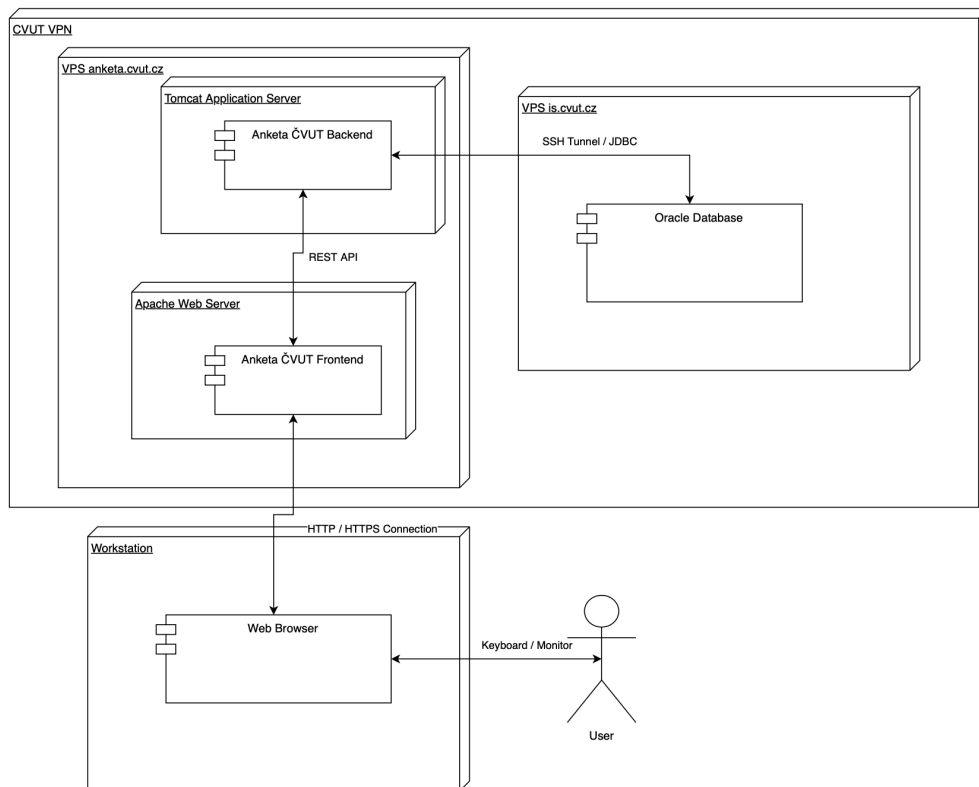 CVUT VPN
VPS anketa.cvut.cz
Tomcat Application Server
Anketa ČVUT Backend
VPS is.cvut.cz
SSH Tunnel / JDBC
Oracle Database
REST API
Apache Web Server
Anketa ČVUT Frontend
HTTP / HTTPS Connection
Workstation
Web Browser
Keyboard / Monitor
User